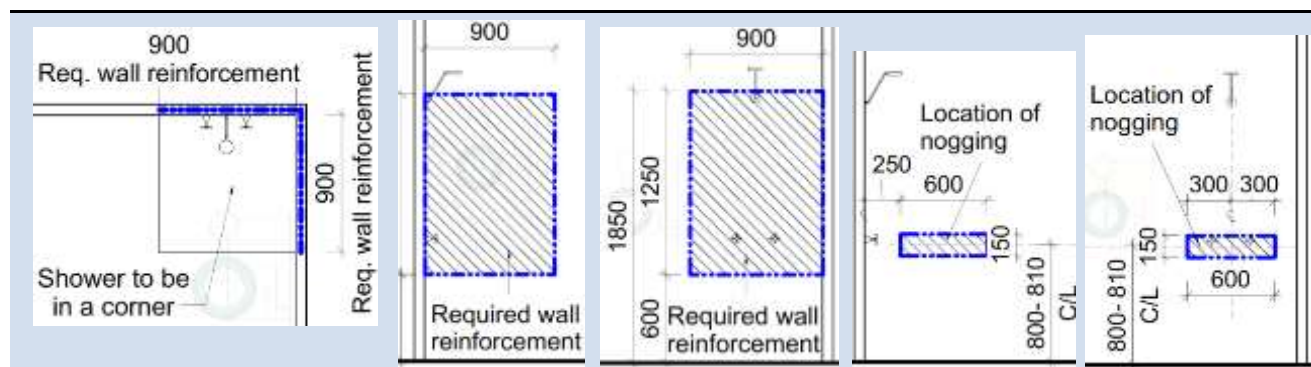 900
Req. wall reinforcement
Req. wall reinforcement
900
Shower to be
in a corner
900
Required wall
reinforcement
900
1850
1250
600
Required wall
reinforcement
Location of
nogging
250
600
150
800- 810
C/L
Location of
nogging
300 300
150
600
800- 810
C/L